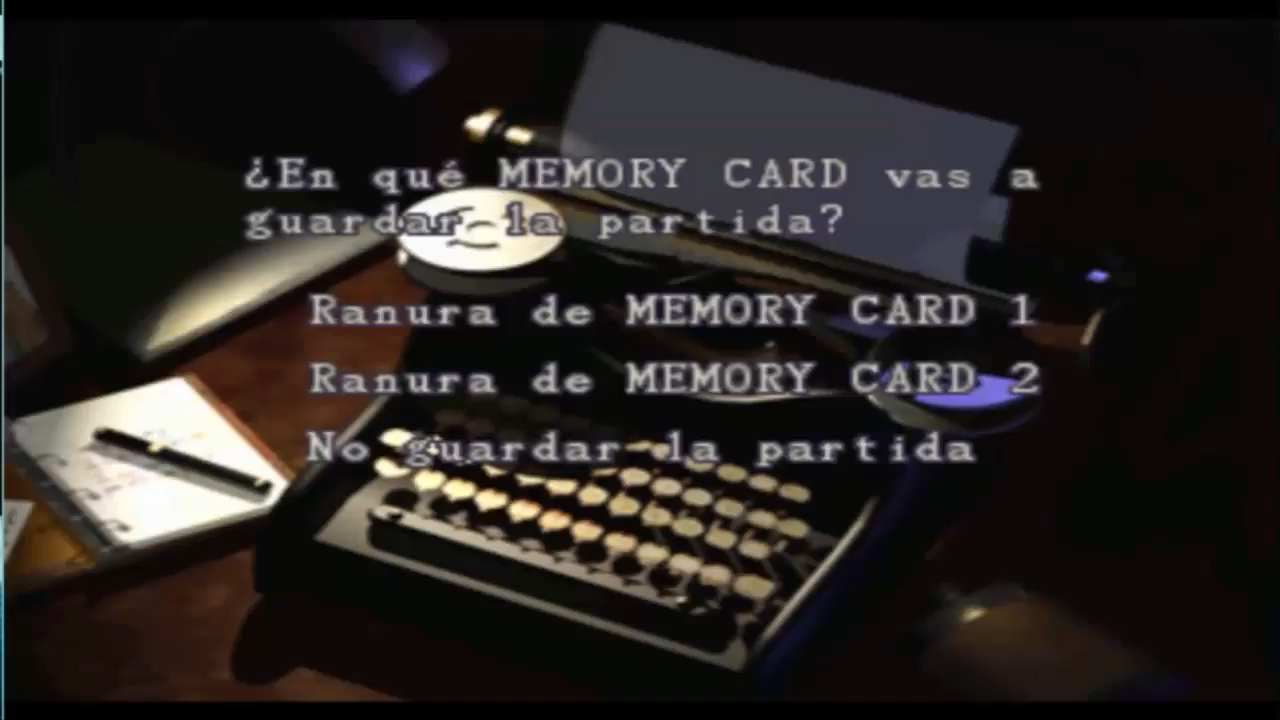 ¿En qué MEMORY CARD vas a
guardar la partida?
Ranura de MEMORY CARD 1
Ranura de MEMORY CARD 2
No guardar la partida